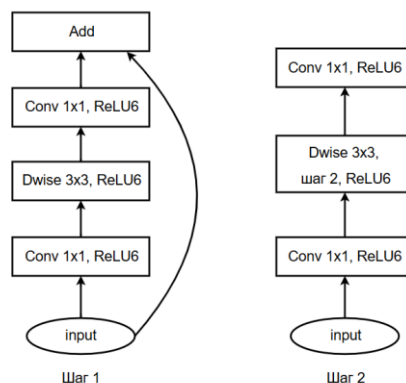 Add
Conv 1x1, ReLU6
Dwise 3x3, ReLU6
Conv 1x1, ReLU6
input
Шаг 1
Conv 1x1, ReLU6
Dwise 3x3,
шаг 2, ReLU6
Conv 1x1, ReLU6
input
Шаг 2